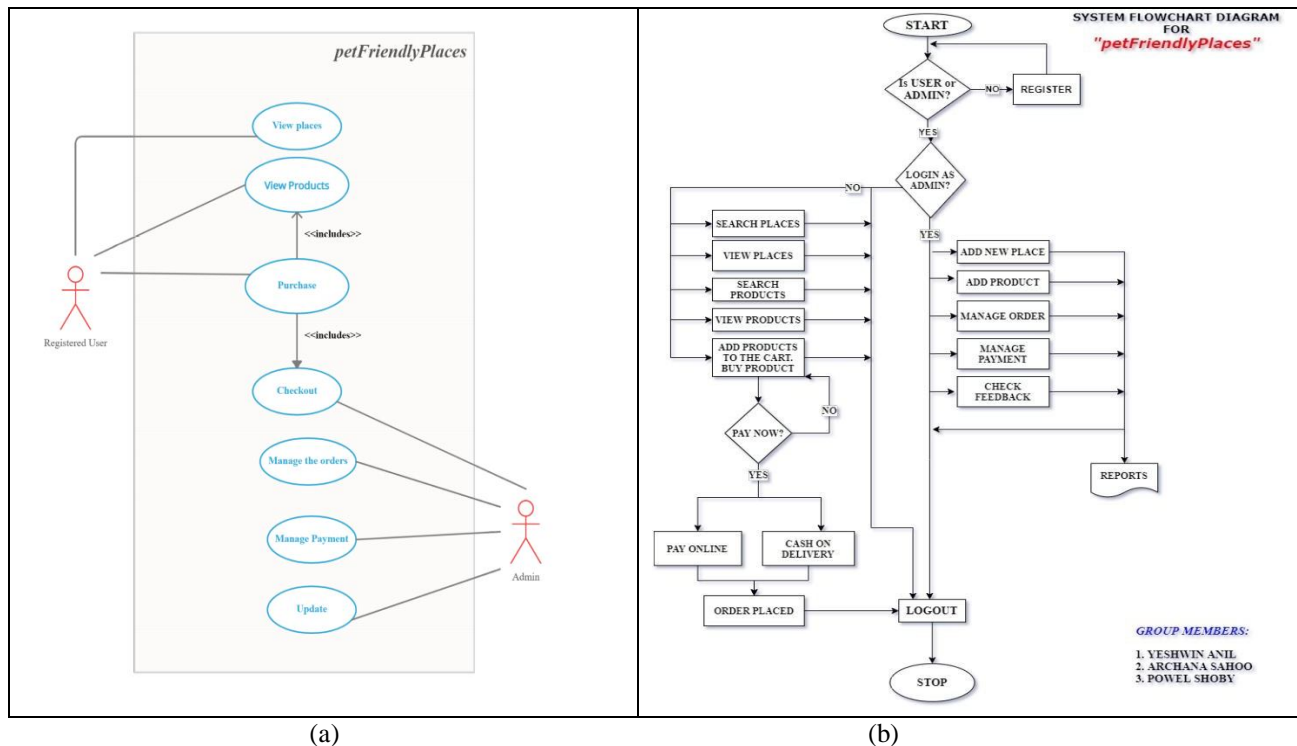 petFriendlyPlaces
View places
View Products
<<includes>>
Purchase
Registered User
<<includes>>
Checkout
Manage the orders
Manage Payment
Admin
Update
(a)
SYSTEM FLOWCHART DIAGRAM
FOR
"petFriendlyPlaces"
START
Is USER or
ADMIN?
NO
REGISTER
YES
LOGIN AS
ADMIN?
NO
YES
SEARCH PLACES
VIEW PLACES
SEARCH
PRODUCTS
VIEW PRODUCTS
ADD PRODUCTS
TO THE CART.
BUY PRODUCT
NO
PAY NOW?
YES
PAY ONLINE
CASH ON
DELIVERY
ORDER PLACED
ADD NEW PLACE
ADD PRODUCT
MANAGE ORDER
MANAGE
PAYMENT
CHECK
FEEDBACK
REPORTS
LOGOUT
STOP
GROUP MEMBERS:
1. YESHWIN ANIL
2. ARCHANA SAHOO
3. POWEL SHOBY
(b)